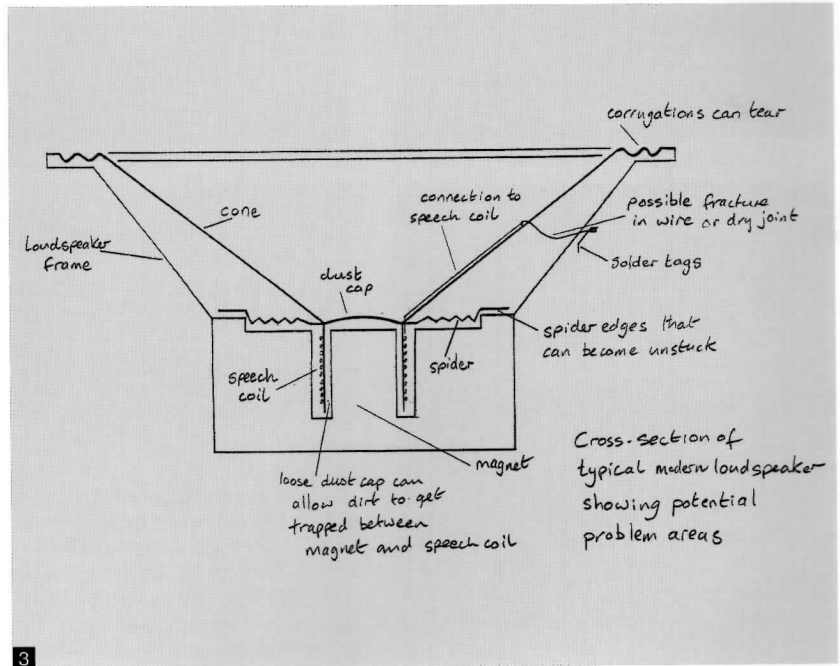 corrugations can tear
connection to
speech coil
possible fracture
in wire or dry joint
cone
Loudspeaker
frame
solder tags
dust
cap
spider edges that
can become unstuck
spider
speech
coil
magnet
loose dust cap can
allow dirt to get
trapped between
magnet and speech coil
Cross-section of
typical modern loudspeaker
showing potential
problem areas
3